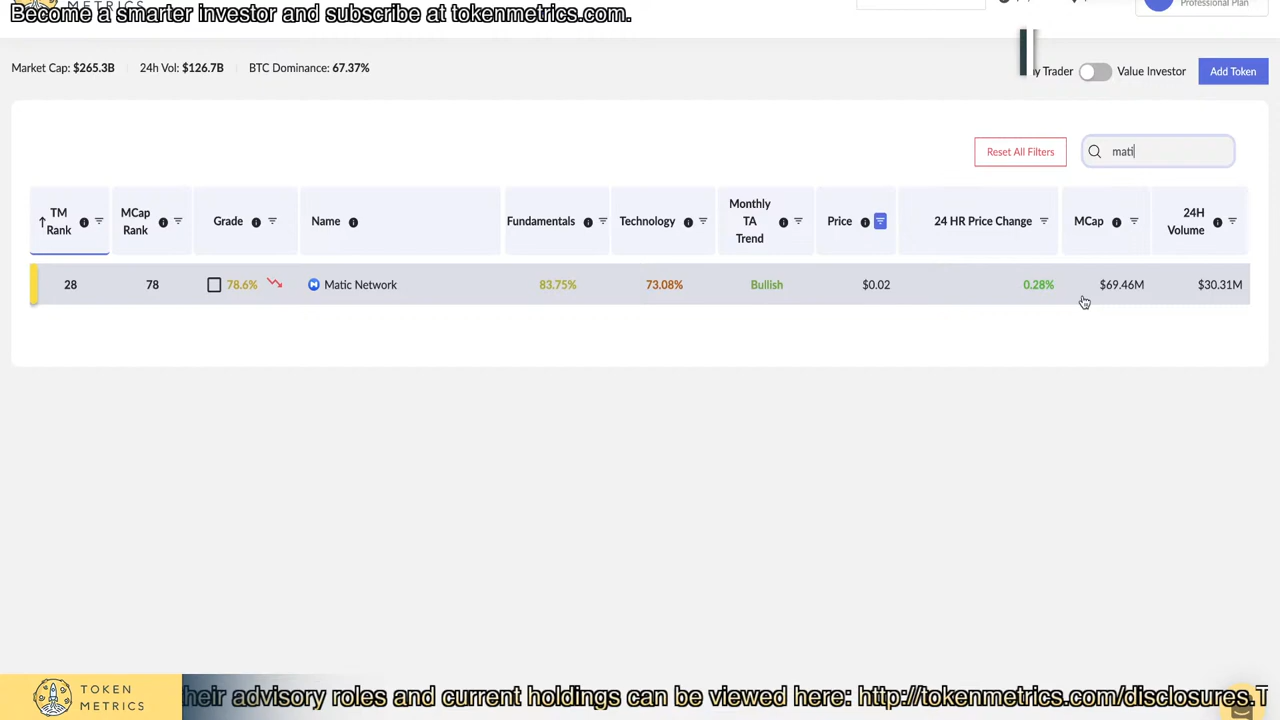 METRICS
Become a smarter investor and subscribe at tokenmetrics.com.
Professional Plan
Market Cap: $265.3B 24h Vol: $126.7B BTC Dominance: 67.37%
Trader Value Investor Add Token
Reset All Filters mati
TM Rank MCap Rank Grade Name Fundamentals Technology Monthly TA Trend Price 24 HR Price Change MCap 24H Volume
28 78 78.6% Matic Network 83.75% 73.08% Bullish $0.02 0.28% $69.46M $30.31M
TOKEN METRICS
heir advisory roles and current holdings can be viewed here: http://tokenmetrics.com/disclosures.T